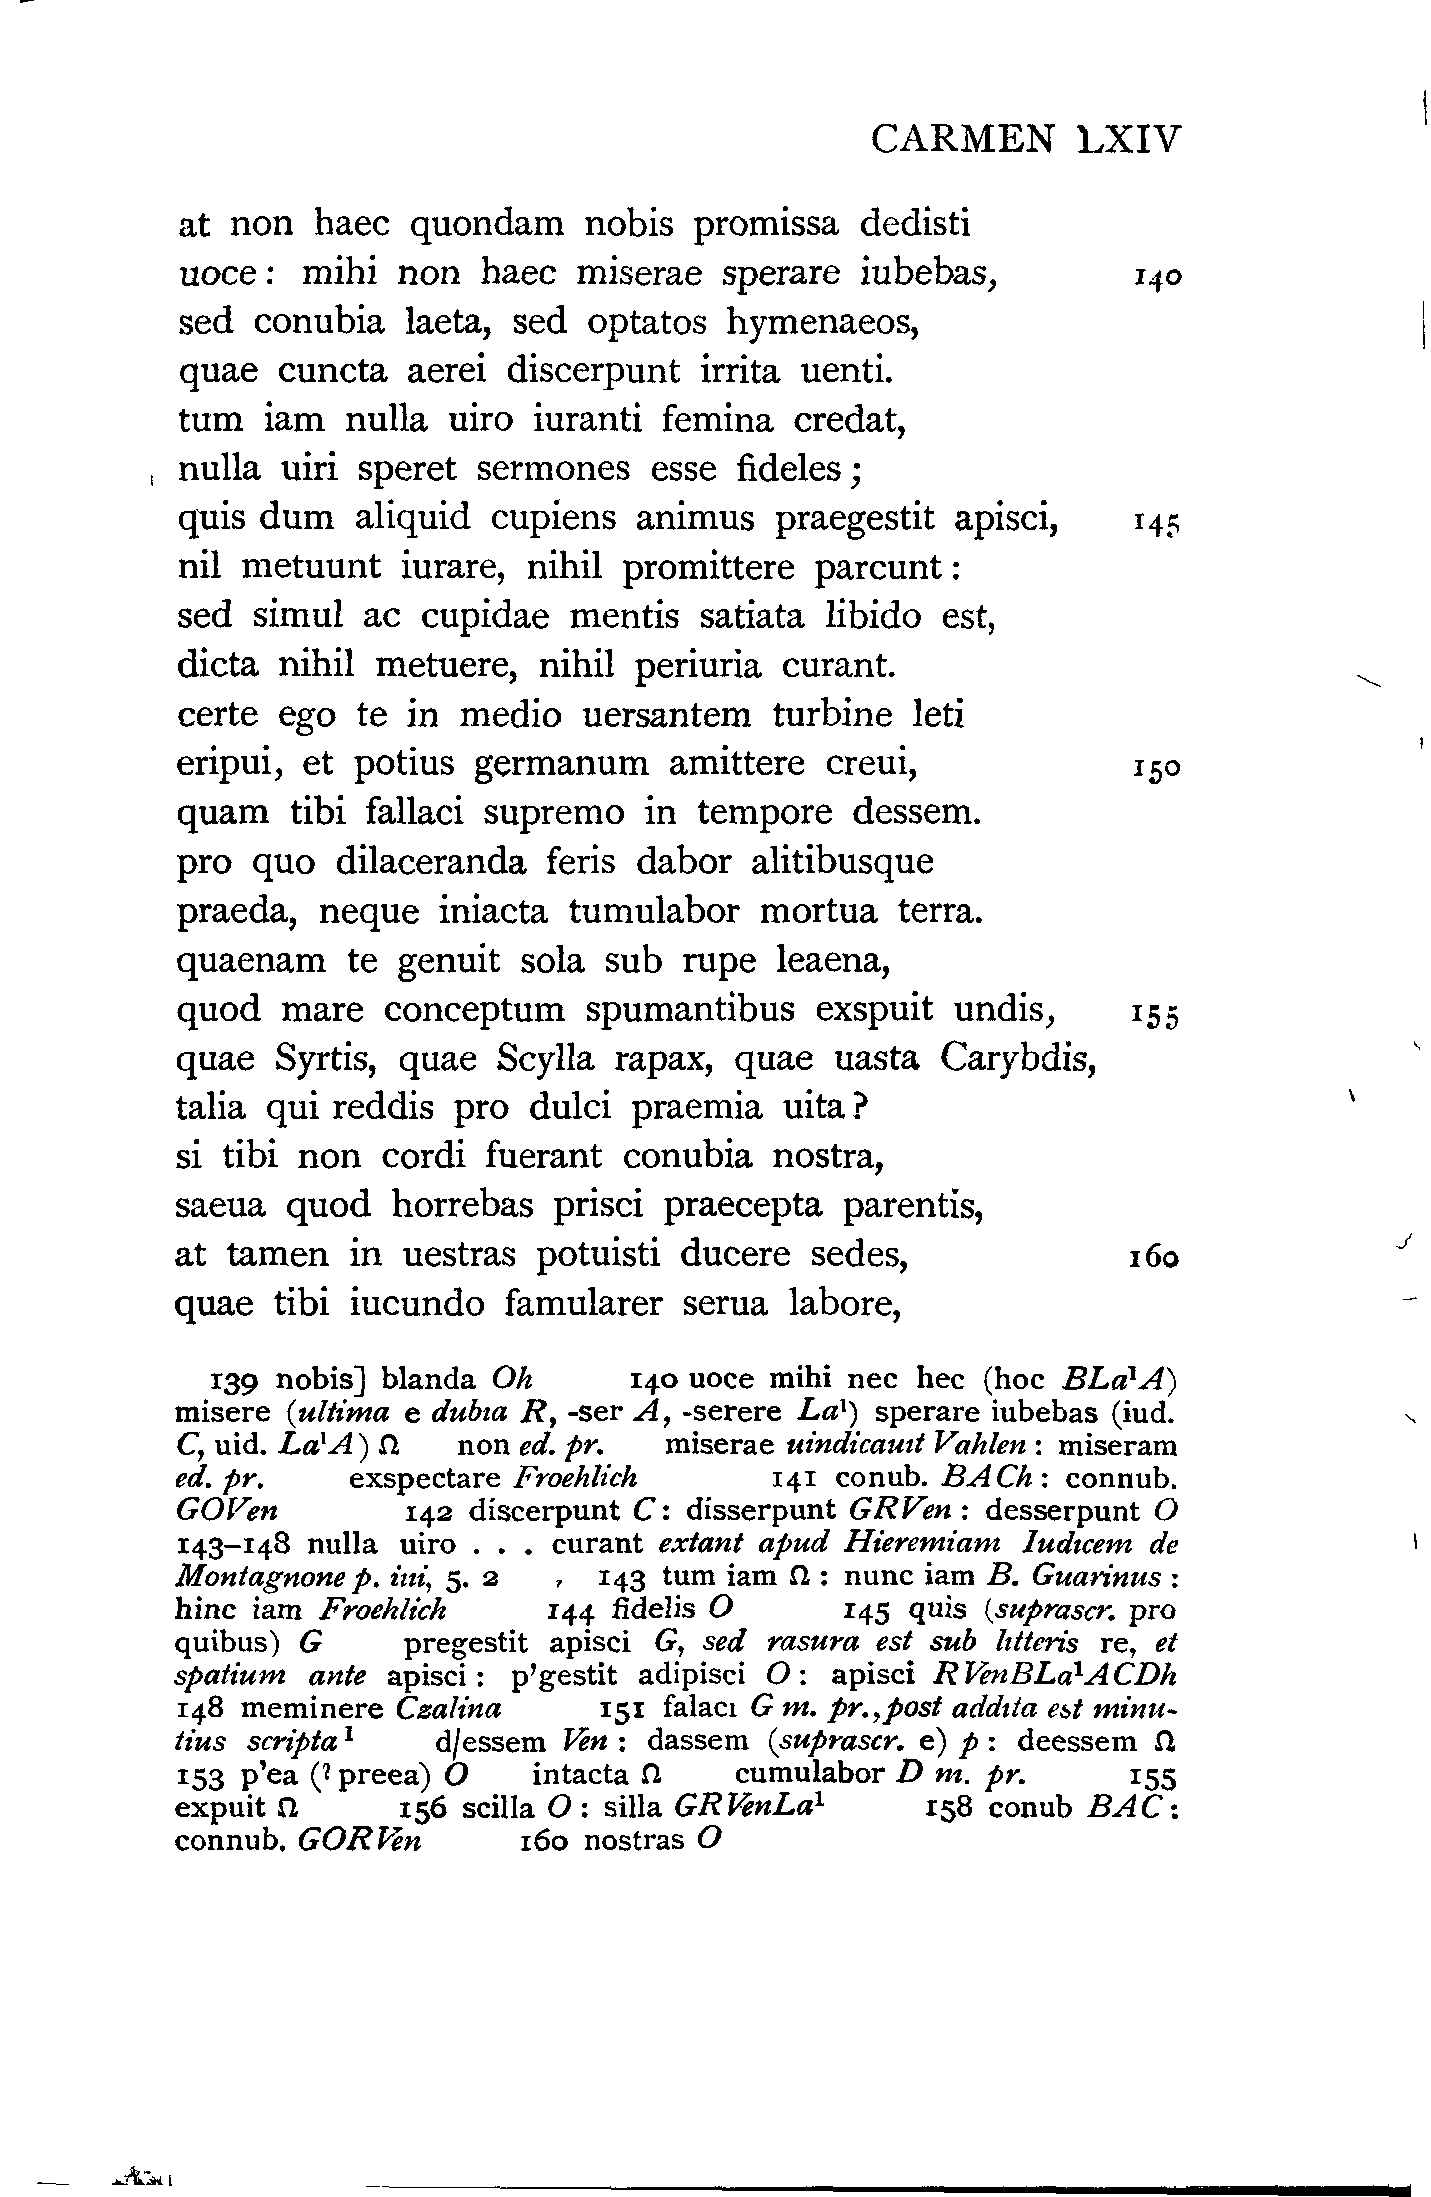 CARMEN LXIV
at non haec quondam nobis promissa dedisti
uoce : mihi non haec miserae sperare iubebas, 140
sed conubia laeta, sed optatos hymenaeos,
quae cuncta aerei discerpunt irrita uenti.
tum iam nulla uiro iuranti femina credat,
nulla uiri speret sermones esse fideles ;
quis dum aliquid cupiens animus praegestit apisci, 145
nil metuunt iurare, nihil promittere parcunt :
sed simul ac cupidae mentis satiata libido est,
dicta nihil metuere, nihil periuria curant.
certe ego te in medio uersantem turbine leti
eripui, et potius germanum amittere creui, 150
quam tibi fallaci supremo in tempore dessem.
pro quo dilaceranda feris dabor alitibusque
praeda, neque iniacta tumulabor mortua terra.
quaenam te genuit sola sub rupe leaena,
quod mare conceptum spumantibus exspuit undis, 155
quae Syrtis, quae Scylla rapax, quae uasta Carybdis,
talia qui reddis pro dulci praemia uita ?
si tibi non cordi fuerant conubia nostra,
saeua quod horrebas prisci praecepta parentis,
at tamen in uestras potuisti ducere sedes, 160
quae tibi iucundo famularer serua labore,
139 nobis] blanda Oh 140 uoce mihi nec hec (hoc BLa¹A)
misere (ultima e dubia R, -ser A, -serere La¹) sperare iubebas (iud.
C, uid. La¹A) Ω non ed. pr. miserae uindicauit Vahlen : miseram
ed. pr. exspectare Froehlich 141 conub. BACh : connub.
GOVen 142 discerpunt C : disserpunt GRVen : desserpunt O
143–148 nulla uiro . . . curant extant apud Hieremiam Iudicem de
Montagnone p. iui, 5. 2 143 tum iam Ω : nunc iam B. Guarinus :
hinc iam Froehlich 144 fidelis O 145 quis (suprascr. pro
quibus) G pregestit apisci G, sed rasura est sub litteris re, et
spatium ante apisci : p'gestit adipisci O : apisci RVenBLa¹ACDh
148 meminere Czalina 151 falaci G m. pr., post addita est minu-
tius scripta ¹ d/essem Ven : dassem (suprascr. e) p : deessem Ω
153 p'ea (? preea) O intacta Ω cumulabor D m. pr. 155
expuit Ω 156 scilla O : silla GRVenLa¹ 158 conub BAC :
connub. GORVen 160 nostras O